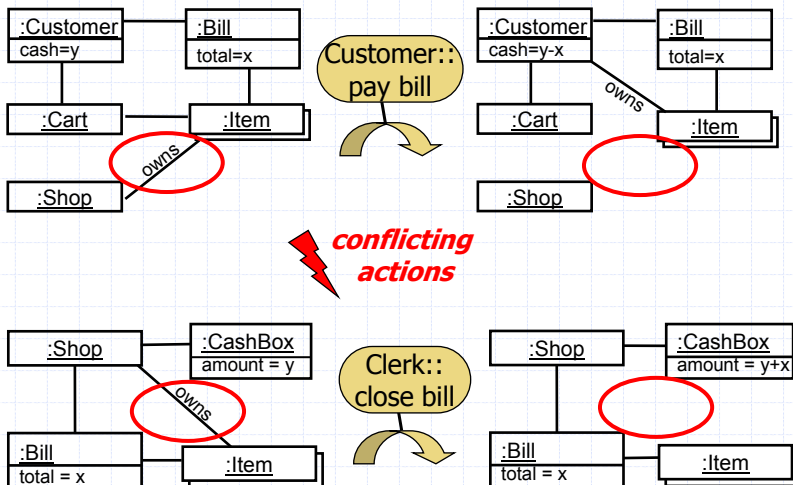 :Customer
cash=y
:Bill
total=x
:Cart
:Item
owns
:Shop
Customer::
pay bill
:Customer
cash=y-x
:Bill
total=x
owns
:Cart
:Item
:Shop
conflicting
actions
:Shop
:CashBox
amount = y
owns
:Bill
total = x
:Item
Clerk::
close bill
:Shop
:CashBox
amount = y+x
:Bill
total = x
:Item